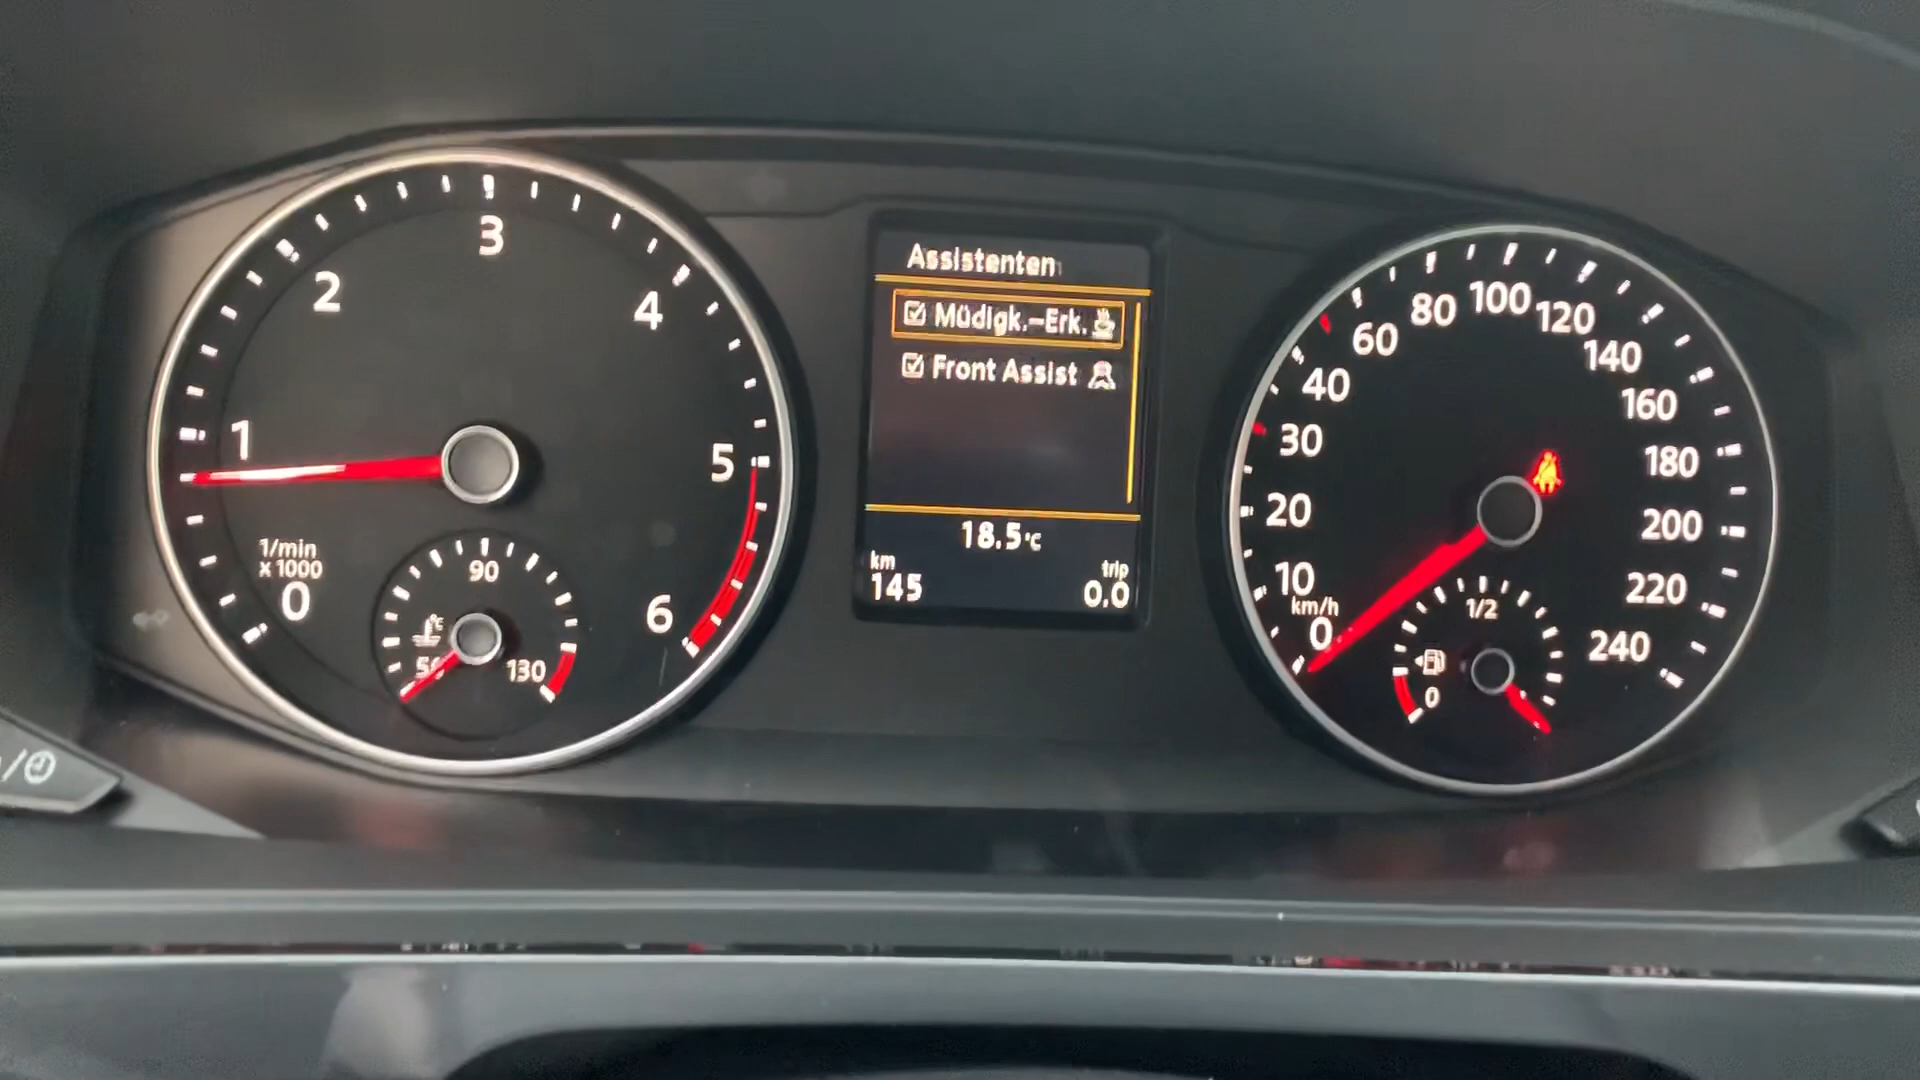 1
2
3
4
5
6
1/min
x 1000
0
90
°C
130
Assistenten
Müdigk.-Erk.
Front Assist
18.5°C
km
145
trip
0.0
0
10
20
30
40
60
80
100
120
140
160
180
200
220
240
km/h
1/2
0